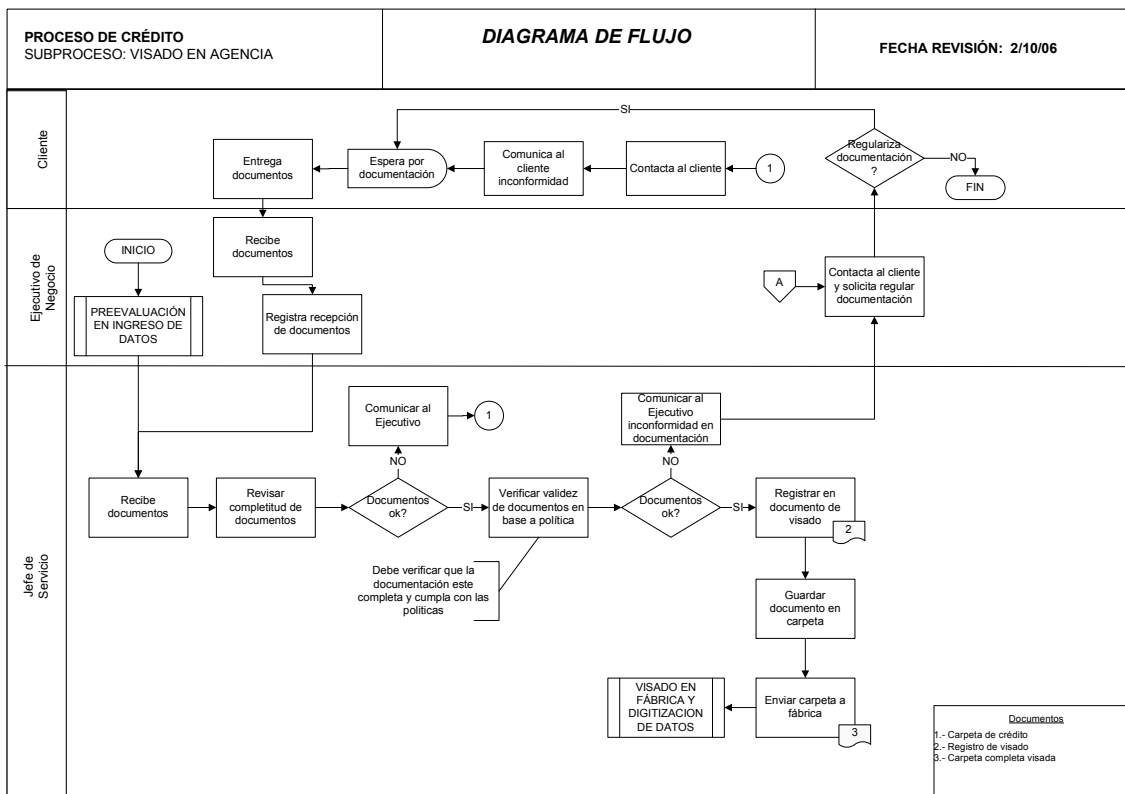 PROCESO DE CRÉDITO
SUBPROCESO: VISADO EN AGENCIA
DIAGRAMA DE FLUJO
FECHA REVISIÓN: 2/10/06
Cliente
Entrega
documentos
Espera por
documentación
Comunica al
cliente
inconformidad
Contacta al cliente
1
SI
Regulariza
documentación
?
NO
FIN
Ejecutivo de
Negocio
INICIO
PREEVALUACIÓN
EN INGRESO DE
DATOS
Recibe
documentos
Registra recepción
de documentos
A
Contacta al cliente
y solicita regular
documentación
Jefe de
Servicio
Comunicar al
Ejecutivo
1
NO
Comunicar al
Ejecutivo
inconformidad en
documentación
NO
Recibe
documentos
Revisar
completitud de
documentos
Documentos
ok?
SI
Verificar validez
de documentos en
base a política
Documentos
ok?
SI
Registrar en
documento de
visado
2
Debe verificar que la
documentación este
completa y cumpla con las
politicas
Guardar
documento en
carpeta
VISADO EN
FÁBRICA Y
DIGITIZACION
DE DATOS
Enviar carpeta a
fábrica
3
Documentos
1.- Carpeta de crédito
2.- Registro de visado
3.- Carpeta completa visada